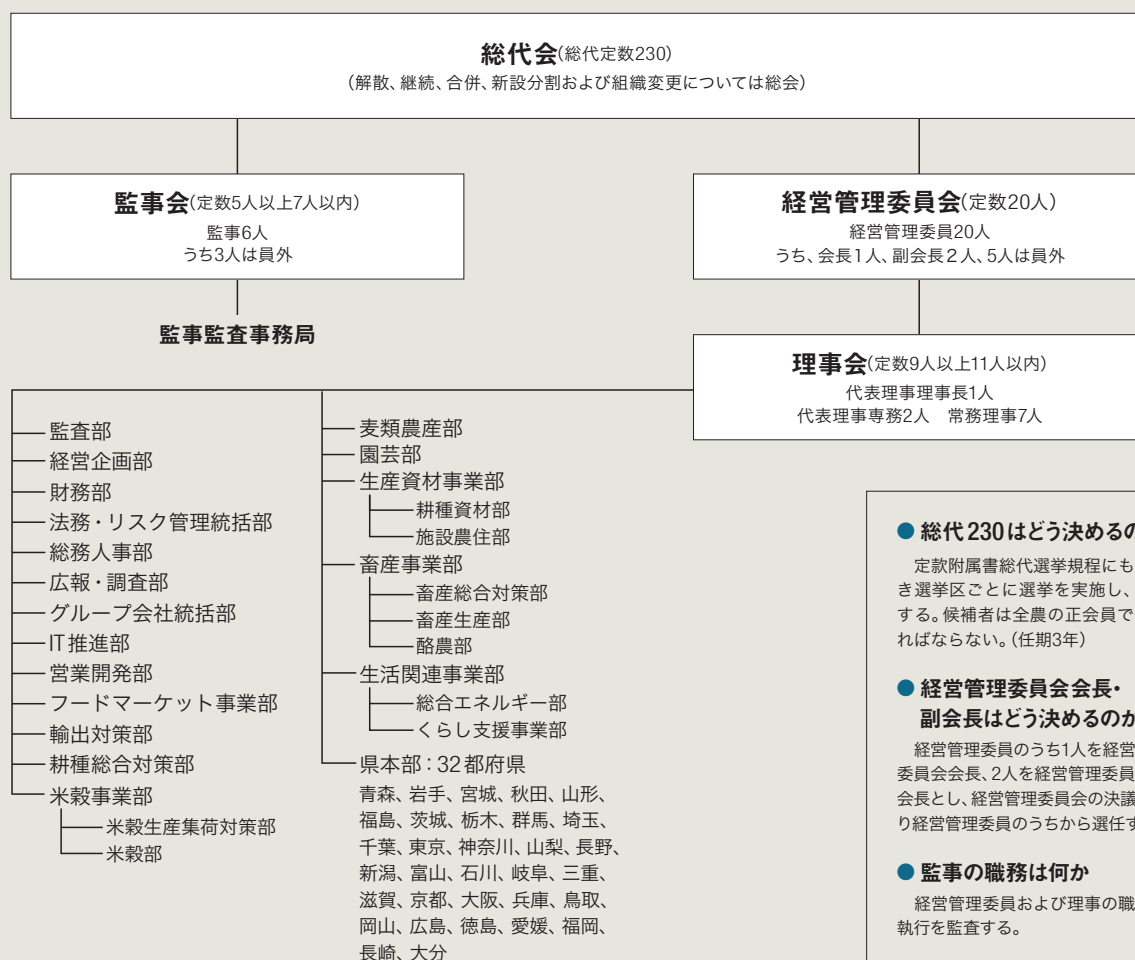 総代会(総代定数230)
(解散、継続、合併、新設分割および組織変更については総会)
監事会(定数5人以上7人以内)
監事6人
うち3人は員外
監事監査事務局
経営管理委員会(定数20人)
経営管理委員20人
うち、会長1人、副会長2人、5人は員外
理事会(定数9人以上11人以内)
代表理事理事長1人
代表理事専務2人 常務理事7人
監査部
経営企画部
財務部
法務・リスク管理統括部
総務人事部
広報・調査部
グループ会社統括部
IT推進部
営業開発部
フードマーケット事業部
輸出対策部
耕種総合対策部
米穀事業部
米穀生産集荷対策部
米穀部
麦類農産部
園芸部
生産資材事業部
耕種資材部
施設農住部
畜産事業部
畜産総合対策部
畜産生産部
酪農部
生活関連事業部
総合エネルギー部
くらし支援事業部
県本部:32都府県
青森、岩手、宮城、秋田、山形、
福島、茨城、栃木、群馬、埼玉、
千葉、東京、神奈川、山梨、長野、
新潟、富山、石川、岐阜、三重、
滋賀、京都、大阪、兵庫、鳥取、
岡山、広島、徳島、愛媛、福岡、
長崎、大分
● 総代230はどう決めるの
定款附属書総代選挙規程にも
き選挙区ごとに選挙を実施し、
する。候補者は全農の正会員で
ればならない。(任期3年)
● 経営管理委員会会長・
副会長はどう決めるのか
経営管理委員のうち1人を経営
委員会会長、2人を経営管理委員
会長とし、経営管理委員会の決議
り経営管理委員のうちから選任す
● 監事の職務は何か
経営管理委員および理事の職
執行を監査する。